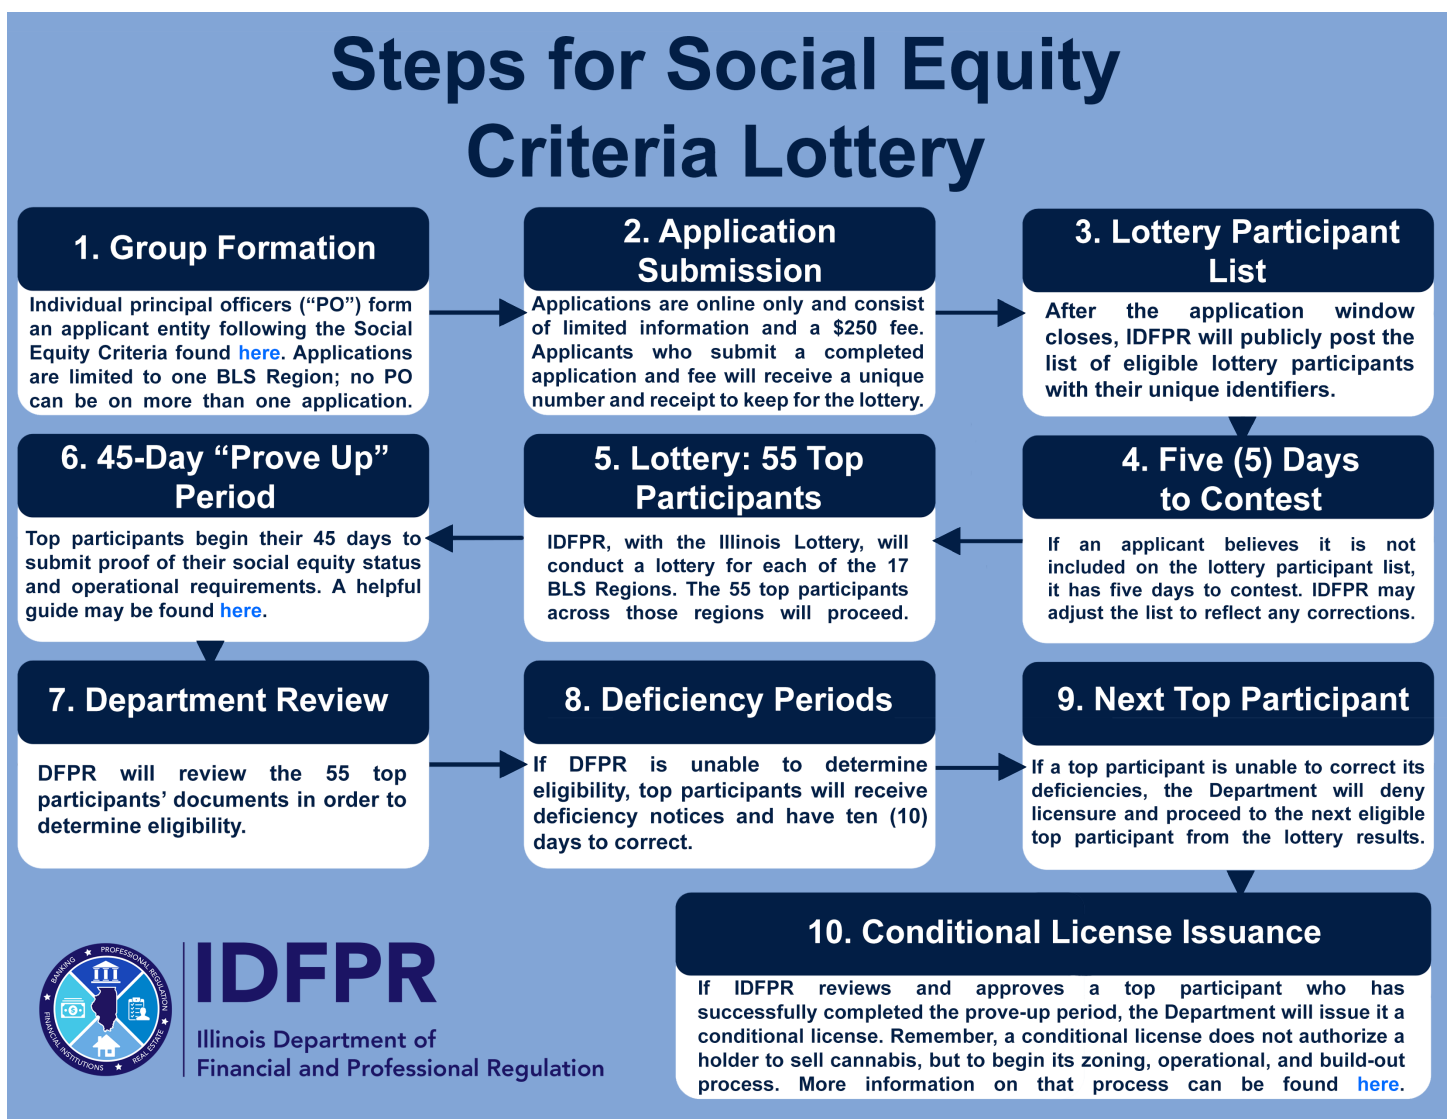 Steps for Social Equity
Criteria Lottery
1. Group Formation
Individual principal officers (“PO”) form
an applicant entity following the Social
Equity Criteria found here. Applications
are limited to one BLS Region; no PO
can be on more than one application.
2. Application
Submission
Applications are online only and consist
of limited information and a $250 fee.
Applicants who submit a completed
application and fee will receive a unique
number and receipt to keep for the lottery.
3. Lottery Participant
List
After the application window
closes, IDFPR will publicly post the
list of eligible lottery participants
with their unique identifiers.
4. Five (5) Days
to Contest
If an applicant believes it is not
included on the lottery participant list,
it has five days to contest. IDFPR may
adjust the list to reflect any corrections.
5. Lottery: 55 Top
Participants
IDFPR, with the Illinois Lottery, will
conduct a lottery for each of the 17
BLS Regions. The 55 top participants
across those regions will proceed.
6. 45-Day “Prove Up”
Period
Top participants begin their 45 days to
submit proof of their social equity status
and operational requirements. A helpful
guide may be found here.
7. Department Review
DFPR will review the 55 top
participants’ documents in order to
determine eligibility.
8. Deficiency Periods
If DFPR is unable to determine
eligibility, top participants will receive
deficiency notices and have ten (10)
days to correct.
9. Next Top Participant
If a top participant is unable to correct its
deficiencies, the Department will deny
licensure and proceed to the next eligible
top participant from the lottery results.
10. Conditional License Issuance
If IDFPR reviews and approves a top participant who has
successfully completed the prove-up period, the Department will issue it a
conditional license. Remember, a conditional license does not authorize a
holder to sell cannabis, but to begin its zoning, operational, and build-out
process. More information on that process can be found here.
BANKING
PROFESSIONAL REGULATION
REAL ESTATE
FINANCIAL INSTITUTIONS
IDFPR
Illinois Department of
Financial and Professional Regulation